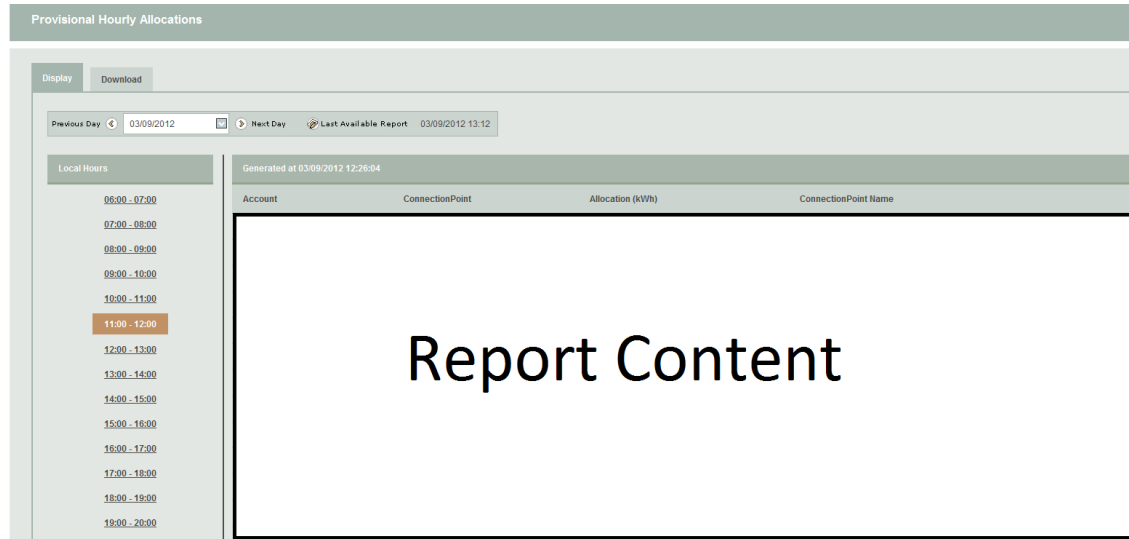 Provisional Hourly Allocations
Display Download
Previous Day 03/09/2012 Next Day Last Available Report 03/09/2012 13:12
Local Hours
06:00 - 07:00
07:00 - 08:00
08:00 - 09:00
09:00 - 10:00
10:00 - 11:00
11:00 - 12:00
12:00 - 13:00
13:00 - 14:00
14:00 - 15:00
15:00 - 16:00
16:00 - 17:00
17:00 - 18:00
18:00 - 19:00
19:00 - 20:00
Generated at 03/09/2012 12:26:04
Account ConnectionPoint Allocation (kWh) ConnectionPoint Name
Report Content